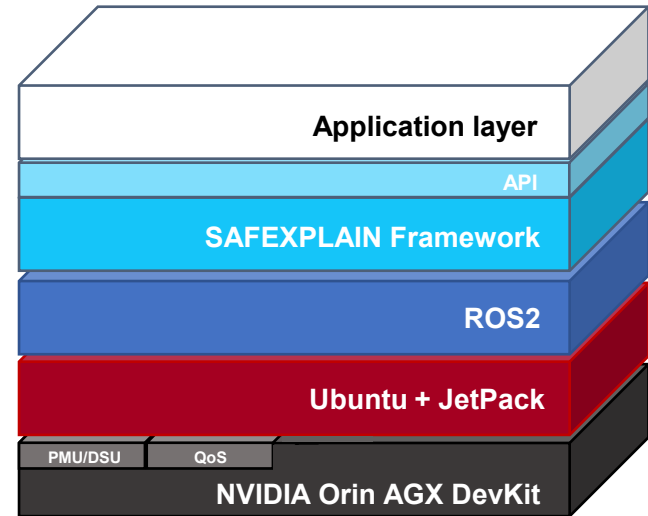 Application layer
API
SAFEXPLAIN Framework
ROS2
Ubuntu + JetPack
PMU/DSU QoS
NVIDIA Orin AGX DevKit